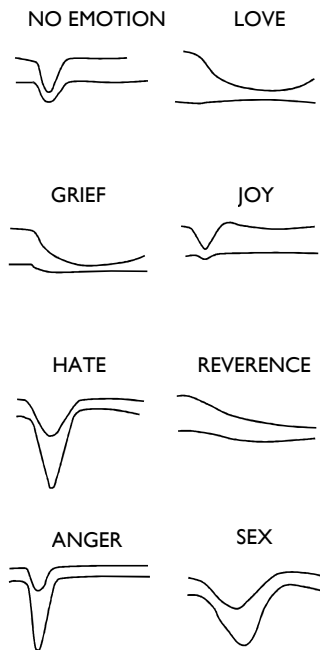 NO EMOTION
LOVE
GRIEF
JOY
HATE
REVERENCE
ANGER
SEX